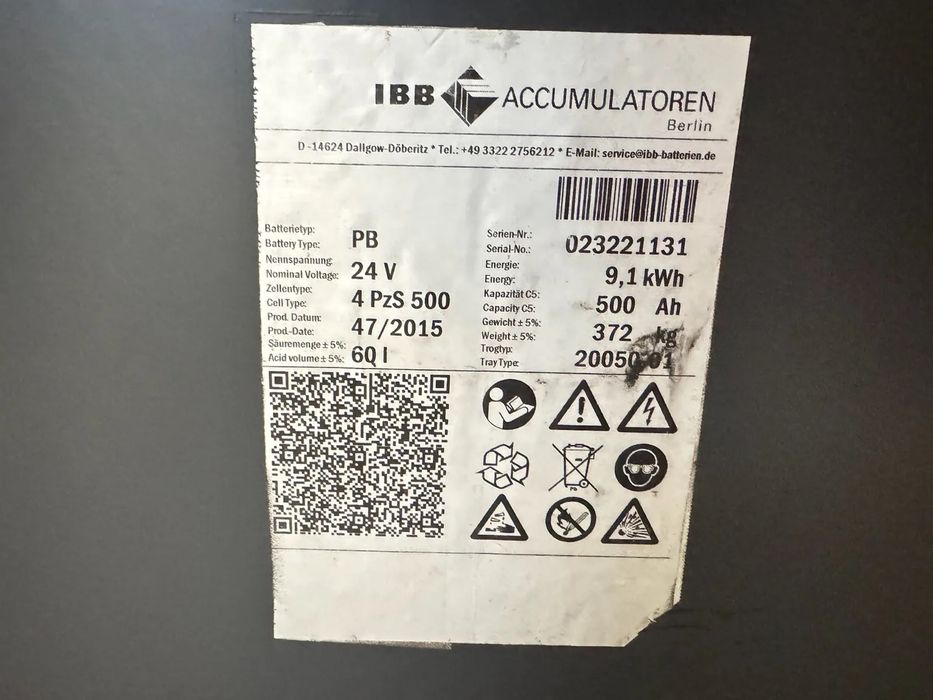 IBB ACCUMULATOREN
Berlin
D -14624 Dallgow-Döberitz * Tel.: +49 3322 2756212 * E-Mail: service@ibb-batterien.de
Batterietyp:
Battery Type: PB
Nennspannung:
Nominal Voltage: 24 V
Zellentype:
Cell Type: 4 PzS 500
Prod. Datum:
Prod.-Date: 47/2015
Säuremenge ± 5%:
Acid volume ± 5%: 60 l
Serien-Nr.:
Serial-No.: 023221131
Energie:
Energy: 9,1 kWh
Kapazität C5:
Capacity C5: 500 Ah
Gewicht ± 5%:
Weight ± 5%: 372 kg
Trogtyp:
Tray Type: 20050 01
Pb